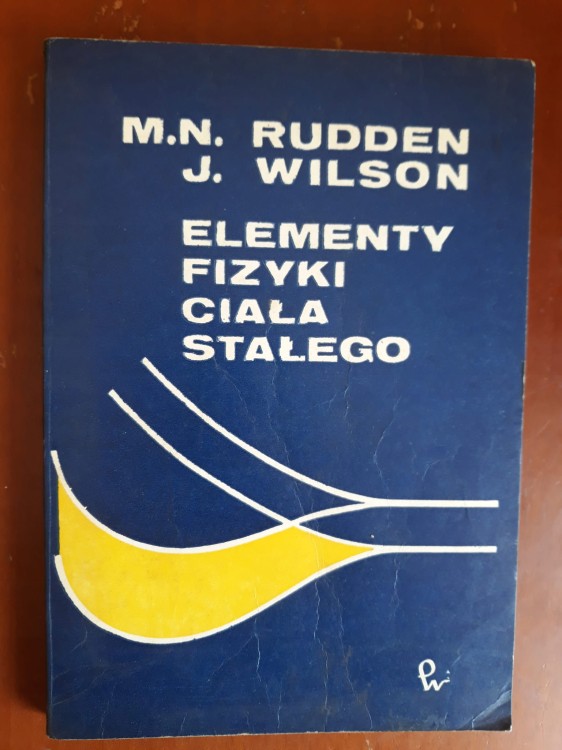 M.N. RUDDEN
J. WILSON
ELEMENTY
FIZYKI
CIAŁA
STAŁEGO